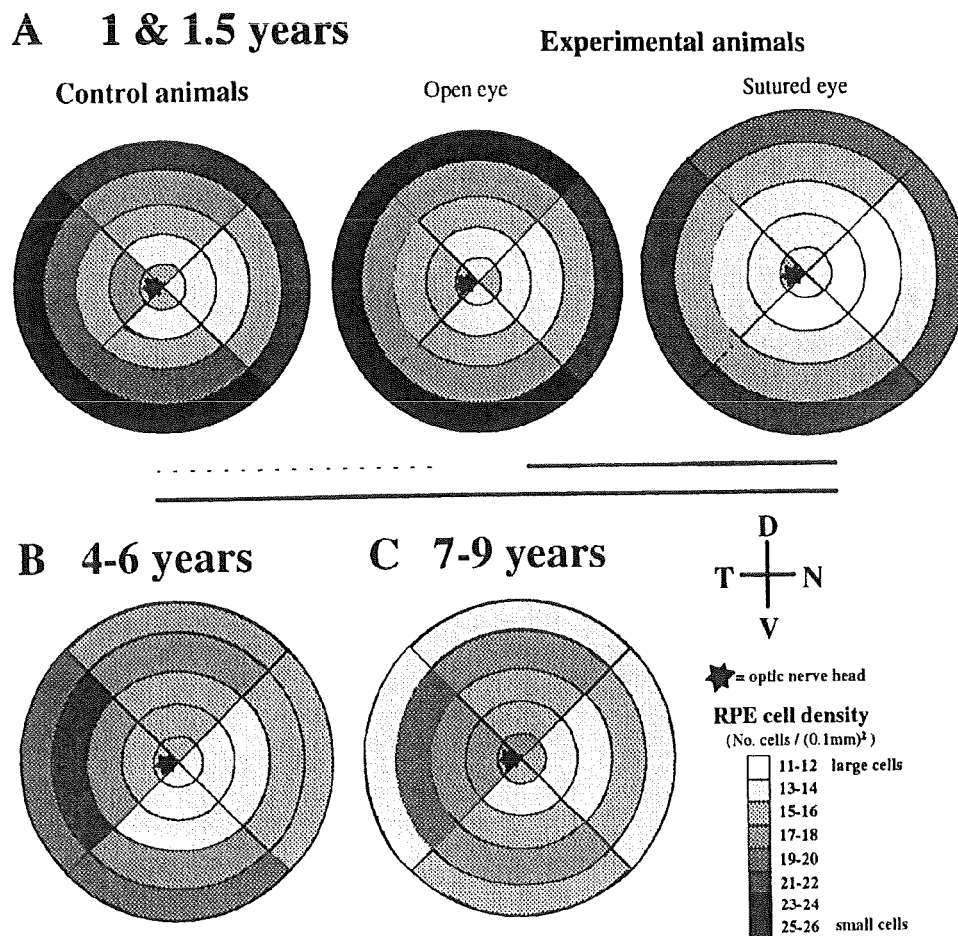 A 1 & 1.5 years
Experimental animals
Control animals
Open eye
Sutured eye
B 4-6 years
C 7-9 years
D
T N
V
= optic nerve head
RPE cell density
(No. cells / (0.1mm)²)
11-12 large cells
13-14
15-16
17-18
19-20
21-22
23-24
25-26 small cells